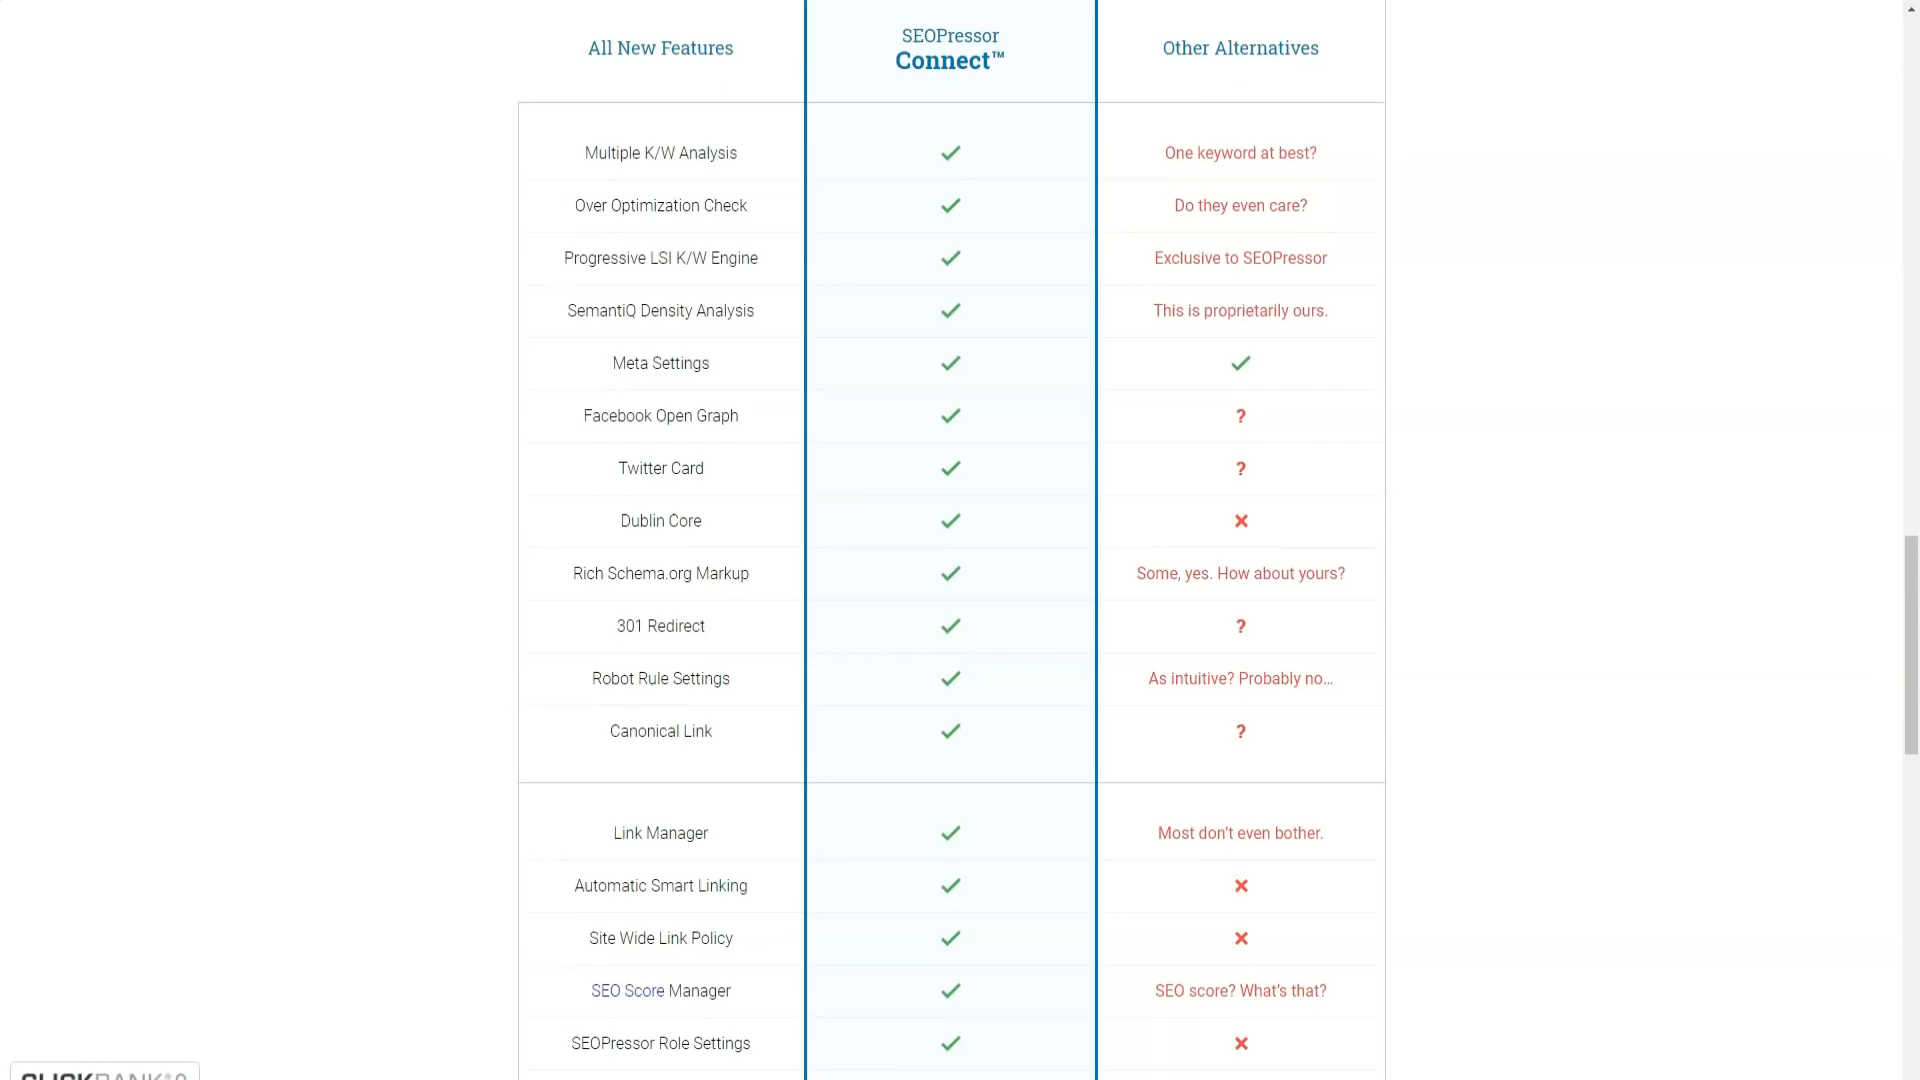 All New Features
SEOPressor
Connect™
Other Alternatives
Multiple K/W Analysis
One keyword at best?
Over Optimization Check
Do they even care?
Progressive LSI K/W Engine
Exclusive to SEOPressor
SemantiQ Density Analysis
This is proprietarily ours.
Meta Settings
Facebook Open Graph
?
Twitter Card
?
Dublin Core
Rich Schema.org Markup
Some, yes. How about yours?
301 Redirect
?
Robot Rule Settings
As intuitive? Probably no...
Canonical Link
?
Link Manager
Most don’t even bother.
Automatic Smart Linking
Site Wide Link Policy
SEO Score Manager
SEO score? What’s that?
SEOPressor Role Settings